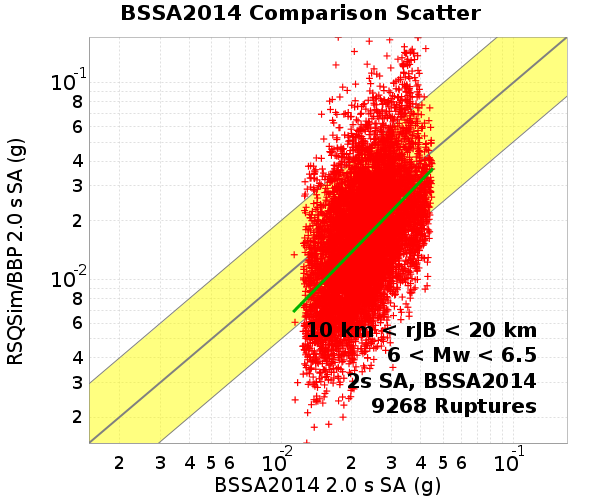 BSSA2014 Comparison Scatter
RSQSim/BBP 2.0 s SA (g)
10⁻¹
8
6
4
3
2
10⁻²
8
6
4
3
2
10 km < rJB < 20 km
6 < Mw < 6.5
2s SA, BSSA2014
9268 Ruptures
2 3 4 5 6 10⁻² 2 3 4 5 6 10⁻¹
BSSA2014 2.0 s SA (g)